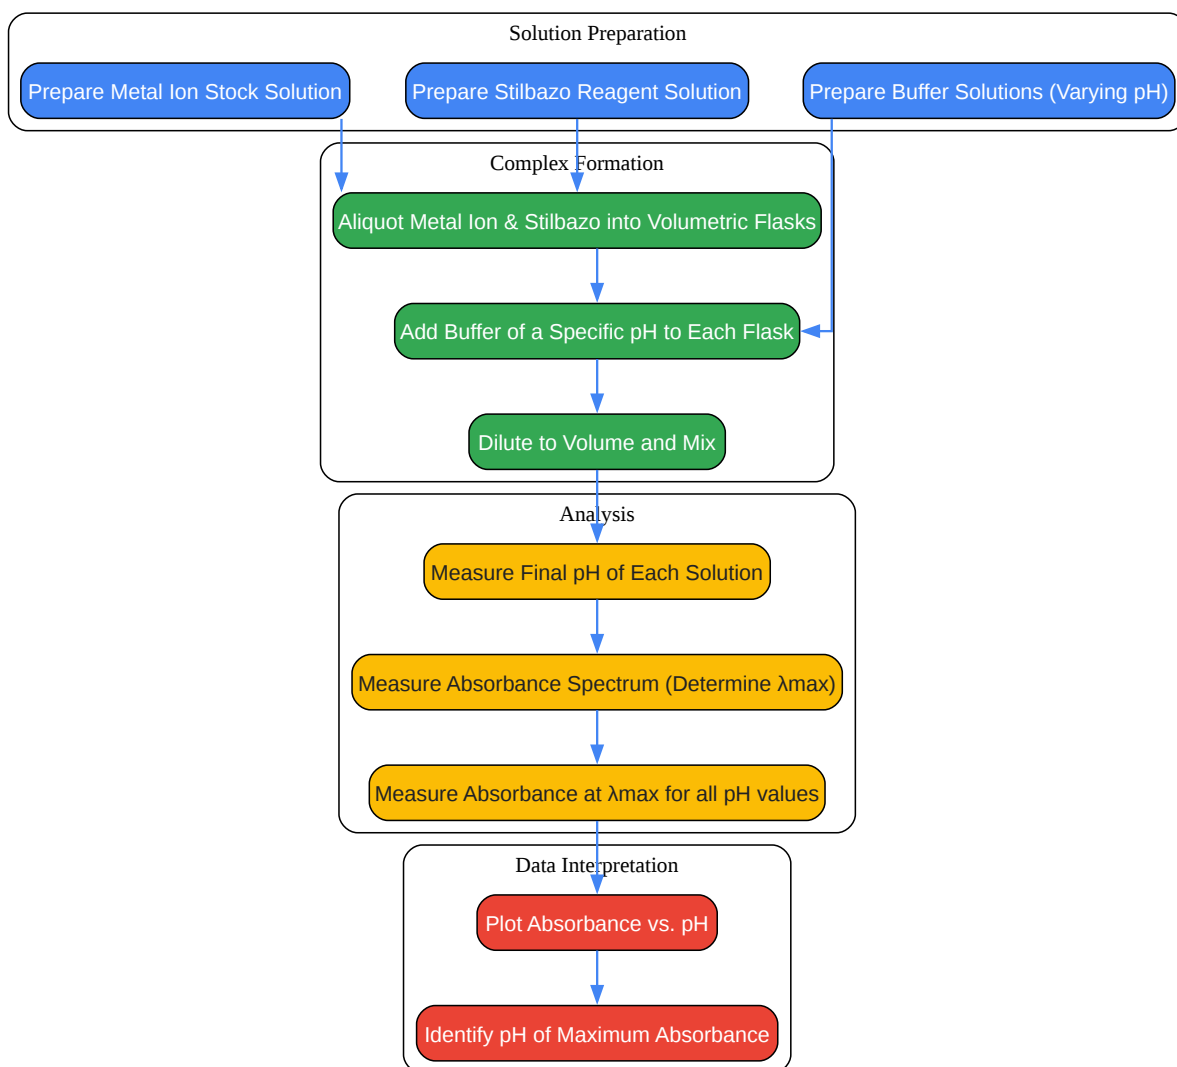 Solution Preparation
Prepare Metal Ion Stock Solution
Prepare Stilbazo Reagent Solution
Prepare Buffer Solutions (Varying pH)
Complex Formation
Aliquot Metal Ion & Stilbazo into Volumetric Flasks
Add Buffer of a Specific pH to Each Flask
Dilute to Volume and Mix
Analysis
Measure Final pH of Each Solution
Measure Absorbance Spectrum (Determine λmax)
Measure Absorbance at λmax for all pH values
Data Interpretation
Plot Absorbance vs. pH
Identify pH of Maximum Absorbance